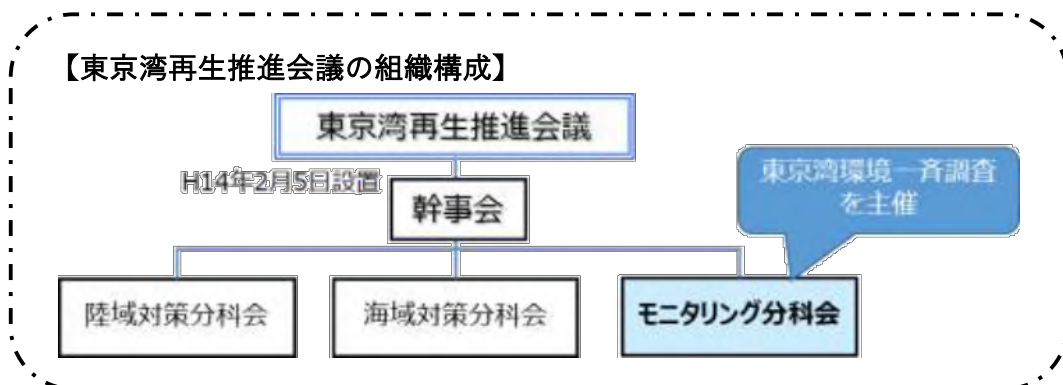 【東京湾再生推進会議の組織構成】
東京湾再生推進会議
H14年2月5日設置
幹事会
東京湾環境一斉調査
を主催
陸域対策分科会
海域対策分科会
モニタリング分科会